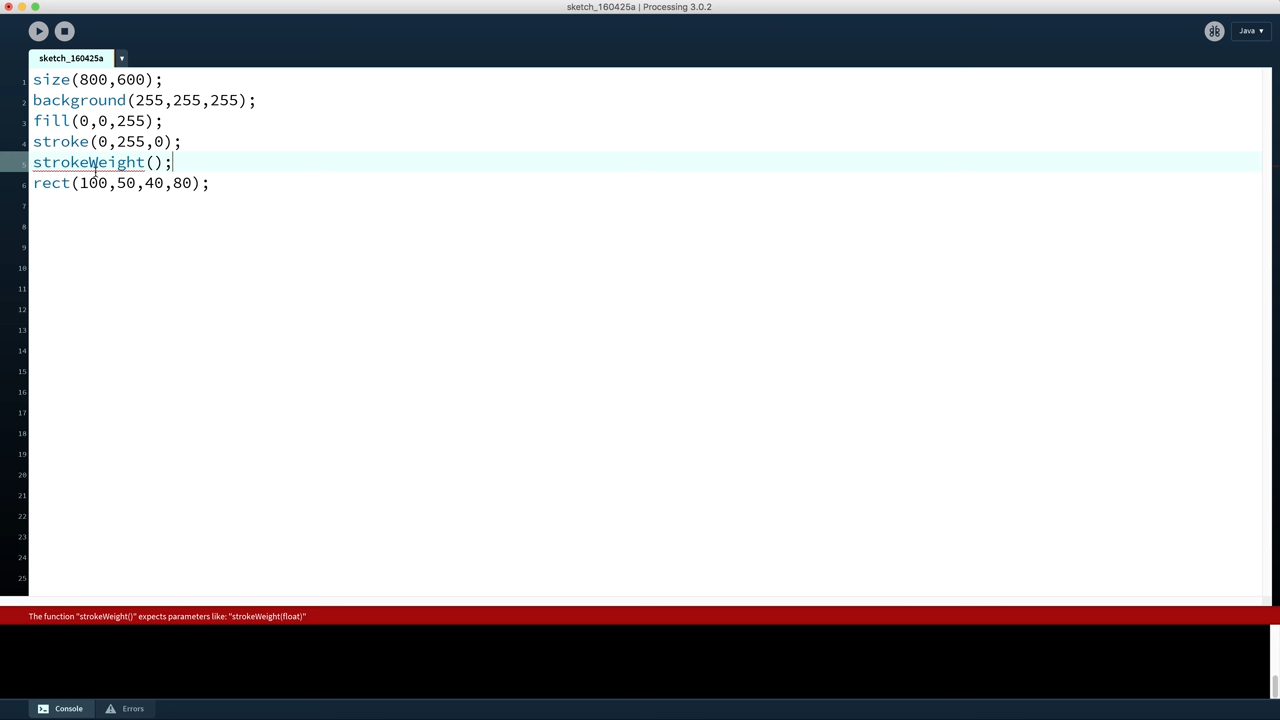 sketch_160425a | Processing 3.0.2
Java ▾
sketch_160425a ▾
1 size(800,600);
2 background(255,255,255);
3 fill(0,0,255);
4 stroke(0,255,0);
5 strokeWeight();
6 rect(100,50,40,80);
7
8
9
10
11
12
13
14
15
16
17
18
19
20
21
22
23
24
25
The function "strokeWeight()" expects parameters like: "strokeWeight(float)"
Console Errors